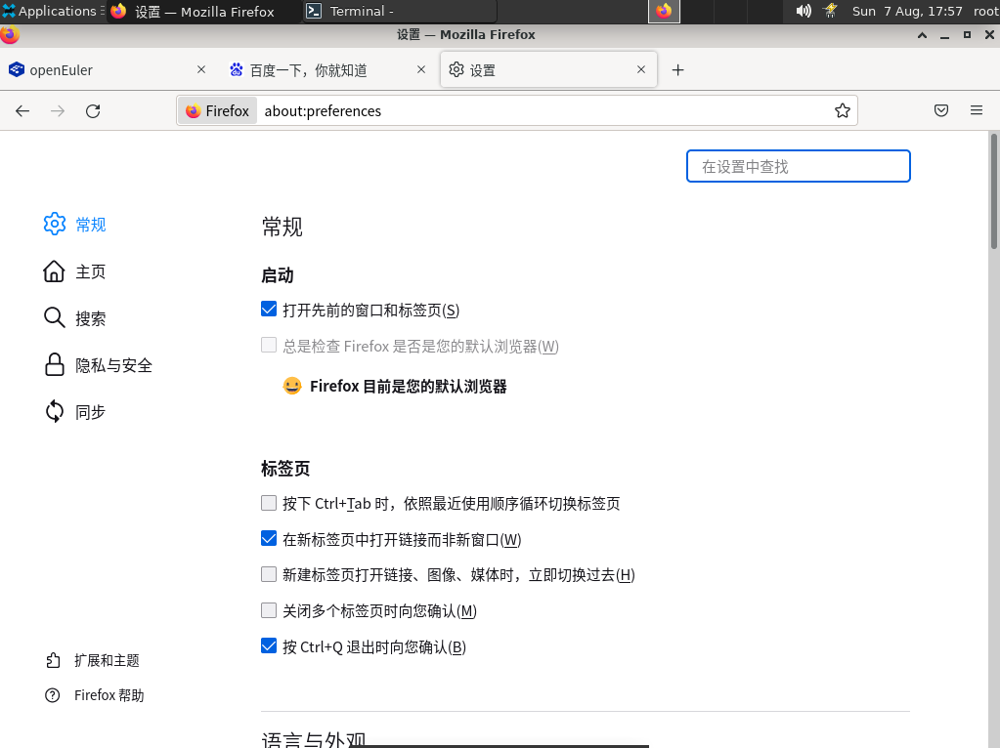 Applications 设置 — Mozilla Firefox Terminal - Sun 7 Aug, 17:57 root
设置 — Mozilla Firefox
openEuler 百度一下，你就知道 设置
Firefox about:preferences
在设置中查找
常规
主页
搜索
隐私与安全
同步
扩展和主题
Firefox 帮助
常规
启动
打开先前的窗口和标签页(S)
总是检查 Firefox 是否是您的默认浏览器(W)
Firefox 目前是您的默认浏览器
标签页
按下 Ctrl+Tab 时，依照最近使用顺序循环切换标签页
在新标签页中打开链接而非新窗口(W)
新建标签页打开链接、图像、媒体时，立即切换过去(H)
关闭多个标签页时向您确认(M)
按 Ctrl+Q 退出时向您确认(B)
语言与外观